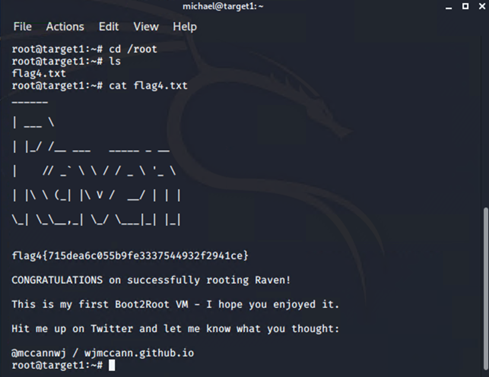 michael@target1: ~
File Actions Edit View Help
root@target1:~# cd /root
root@target1:~# ls
flag4.txt
root@target1:~# cat flag4.txt
______
| ___ \
| |_/ /__ ___   _____ _ __
|    // _` \ \ / / _ \ '_ \
| |\ \ (_| |\ V /  __/ | | |
\_| \_\__,_| \_/ \___|_| |_|
flag4{715dea6c055b9fe3337544932f2941ce}
CONGRATULATIONS on successfully rooting Raven!
This is my first Boot2Root VM - I hope you enjoyed it.
Hit me up on Twitter and let me know what you thought:
@mccannwj / wjmccann.github.io
root@target1:~#